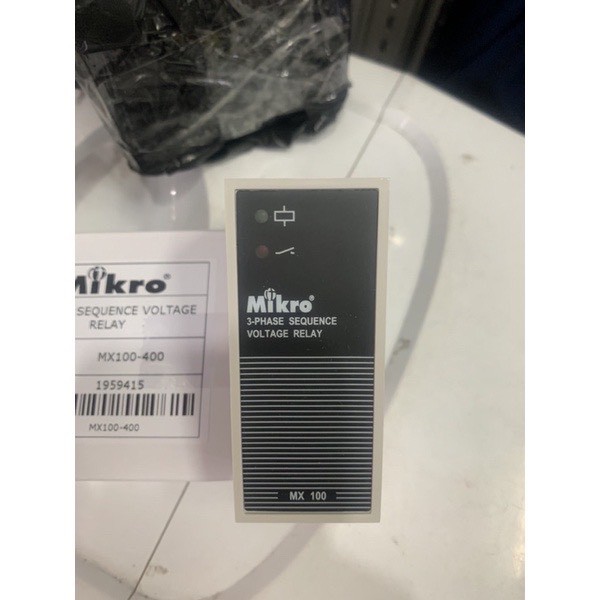 Mikro®
SEQUENCE VOLTAGE
RELAY
MX100-400
1959415
MX100-400
Mikro®
3-PHASE SEQUENCE
VOLTAGE RELAY
MX 100